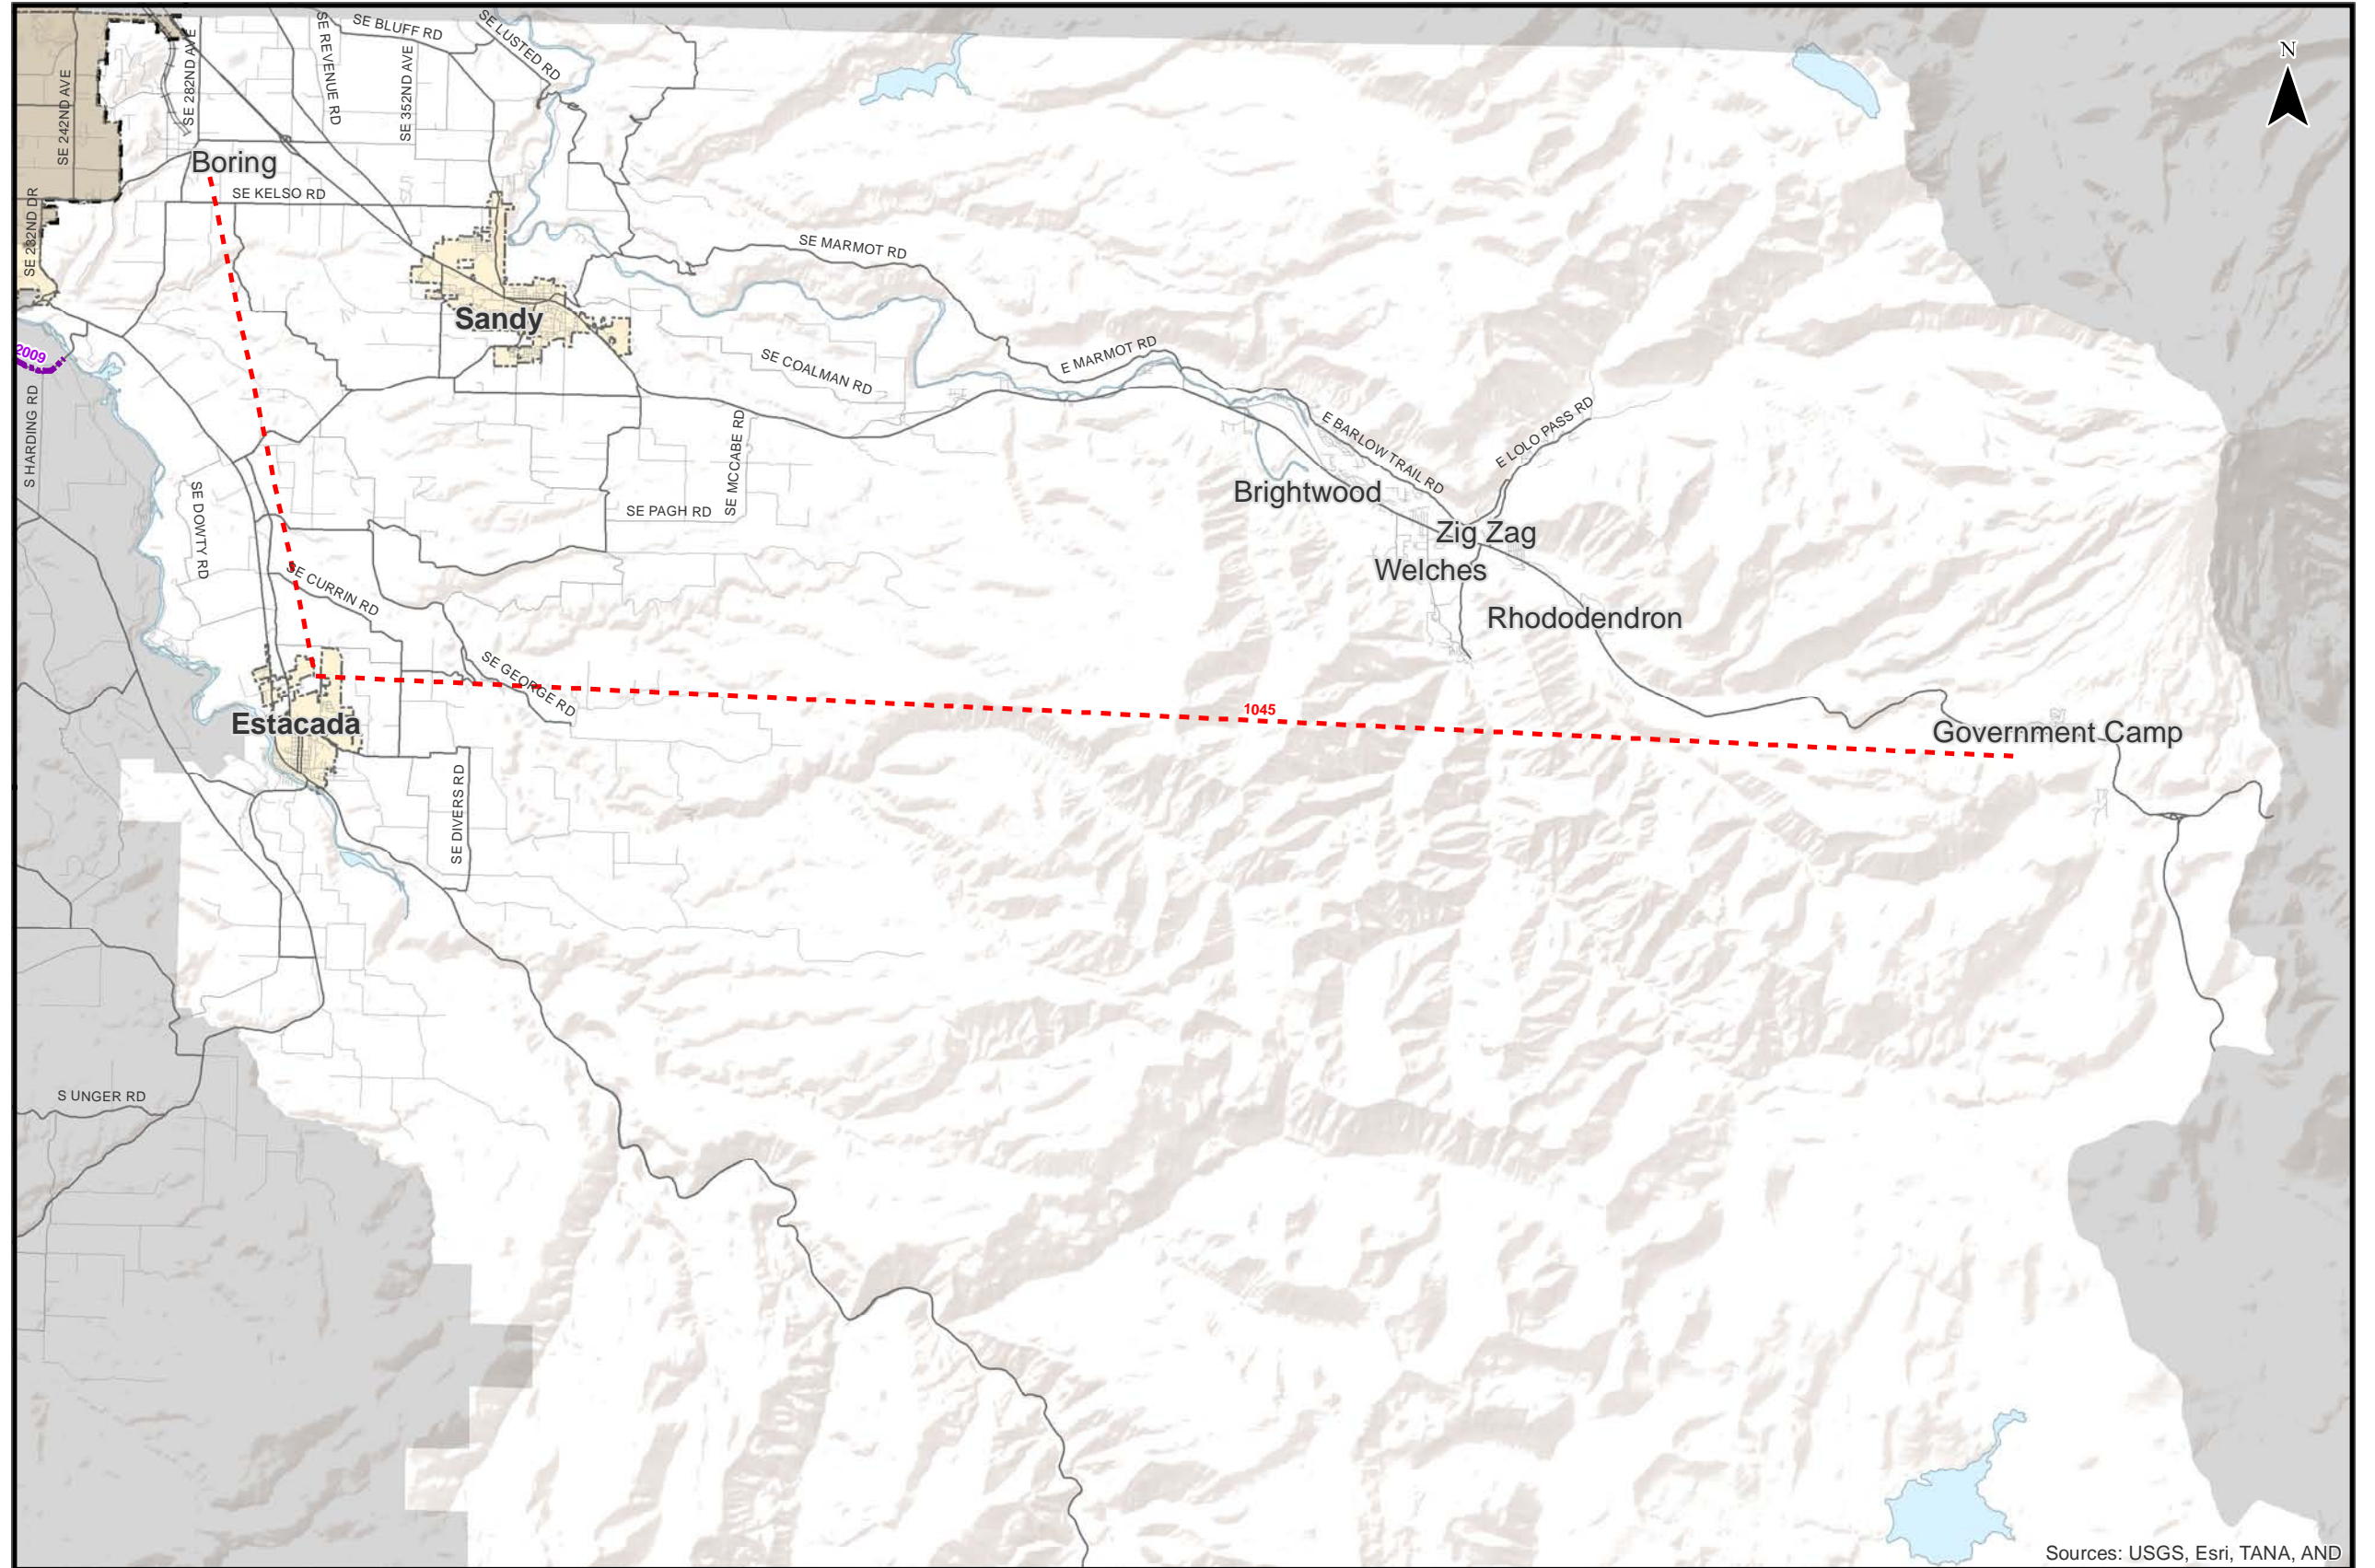 SE BLUFF RD
SE LUSTED RD
SE REVENUE RD
SE 352ND AVE
SE 282ND AVE
SE 242ND AVE
N
Boring
SE KELSO RD
SE 232ND DR
SE MARMOT RD
Sandy
2009
SE COALMAN RD
E MARMOT RD
S HARDING RD
SE MCCABE RD
E BARLOW TRAIL RD
E LOLO PASS RD
SE DOWTY RD
SE PAGH RD
Brightwood
Zig Zag
Welches
SE CURRIN RD
Rhododendron
SE GEORGE RD
1045
Estacada
Government Camp
SE DIVERS RD
S UNGER RD
Sources: USGS, Esri, TANA, AND